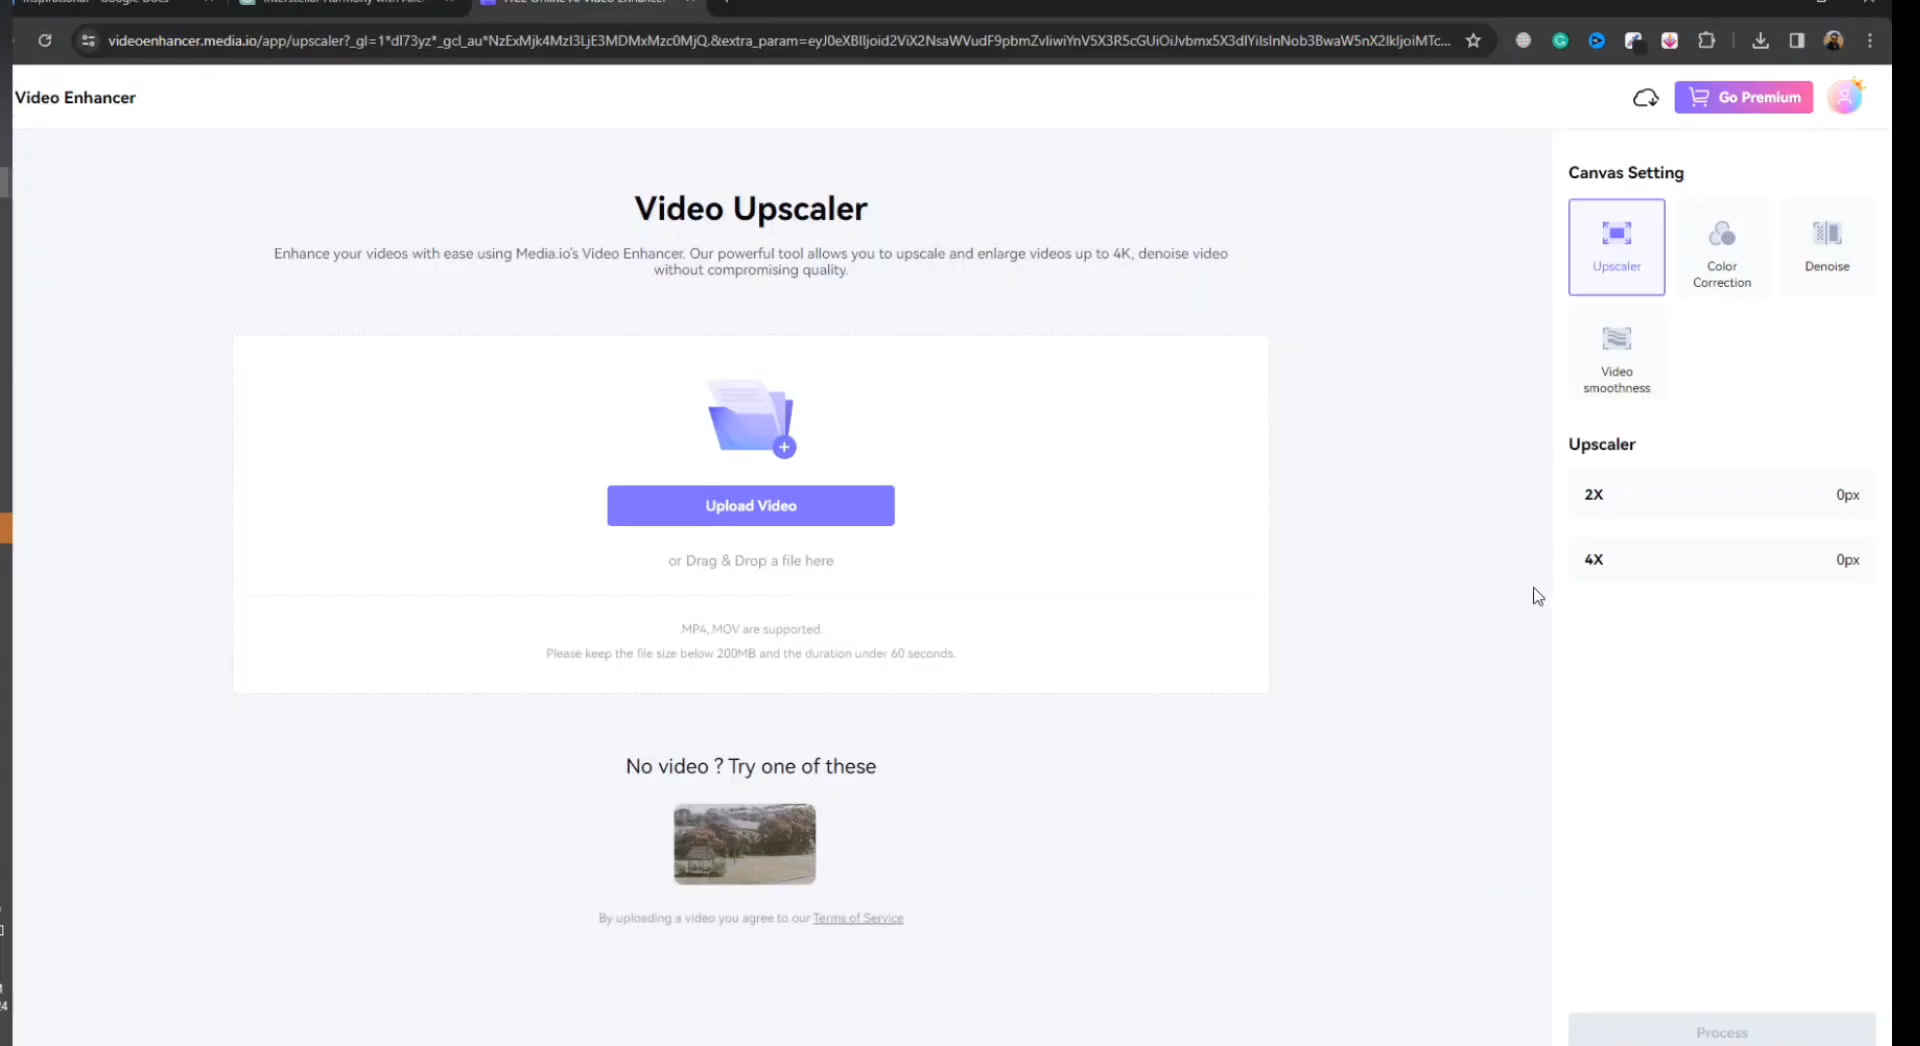 videoenhancer.media.io/app/upscaler?_gl=1*dl73yz*_gcl_au*NzExMjk4MzI3LjE3MDMxMzc0MjQ.&extra_param=
Video Enhancer
Go Premium
Video Upscaler
Enhance your videos with ease using Media.io's Video Enhancer. Our powerful tool allows you to upscale and enlarge videos up to 4K, denoise video
without compromising quality.
Upload Video
or Drag & Drop a file here
.MP4,.MOV are supported.
Please keep the file size below 200MB and the duration under 60 seconds.
No video ? Try one of these
By uploading a video you agree to our Terms of Service
Canvas Setting
Upscaler
Color
Correction
Denoise
Video
smoothness
Upscaler
2X 0px
4X 0px
Process